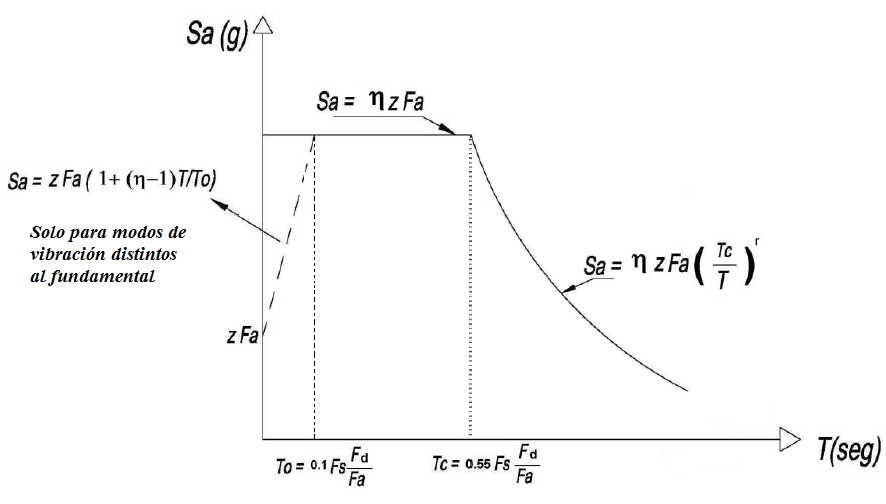 Sa (g)
Sa = η z Fa
Sa = z Fa ( 1+ (η−1)T/To)
Solo para modos de
vibración distintos
al fundamental
Sa = η z Fa ( Tc / T )^r
z Fa
To = 0.1 Fs Fd / Fa
Tc = 0.55 Fs Fd / Fa
T(seg)